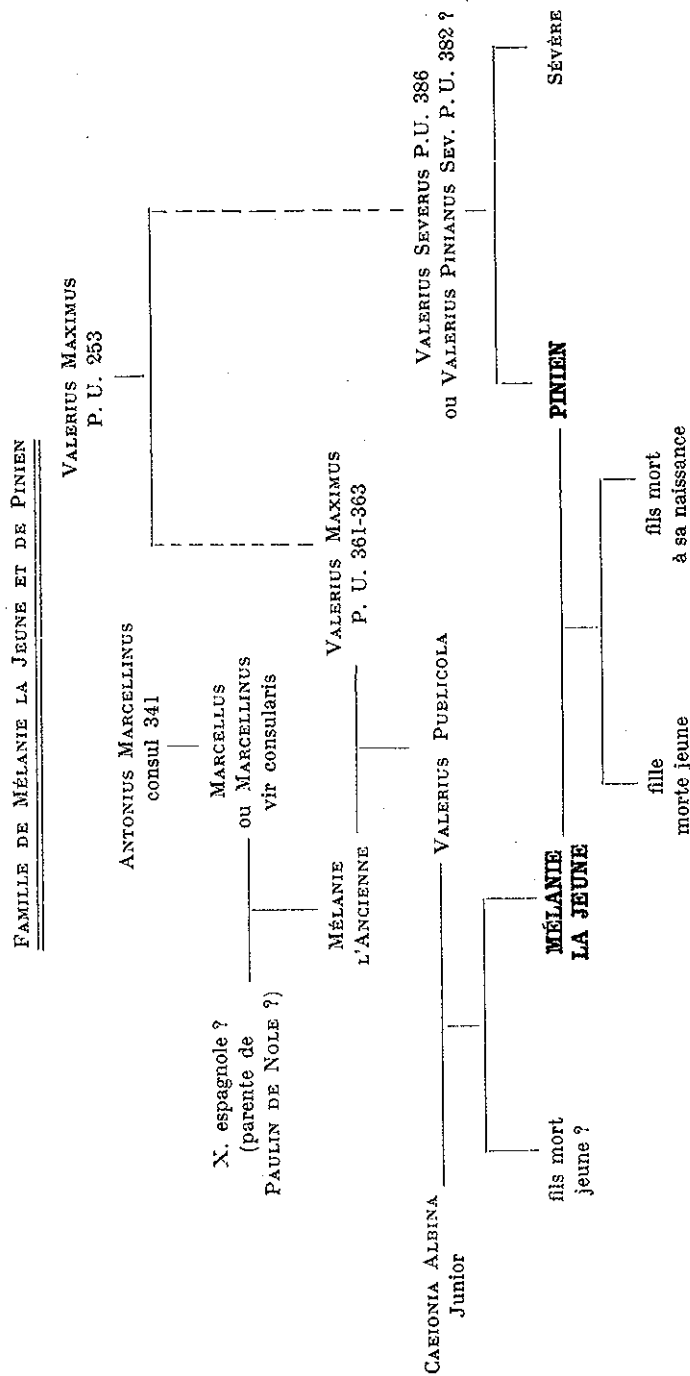 FAMILLE DE MÉLANIE LA JEUNE ET DE PINIEN
VALERIUS MAXIMUS
P. U. 253
ANTONIUS MARCELLINUS
consul 341
MARCELLUS
ou MARCELLINUS
vir consularis
X. espagnole ?
(parente de
PAULIN DE NOLE ?)
MÉLANIE
L'ANCIENNE
VALERIUS MAXIMUS
P. U. 361-363
VALERIUS SEVERUS P.U. 386
ou VALERIUS PINIANUS SEV. P.U. 382 ?
CAEIONIA ALBINA
Junior
VALERIUS PUBLICOLA
fils mort
jeune ?
MÉLANIE
LA JEUNE
PINIEN
SÉVÈRE
fille
morte jeune
fils mort
à sa naissance